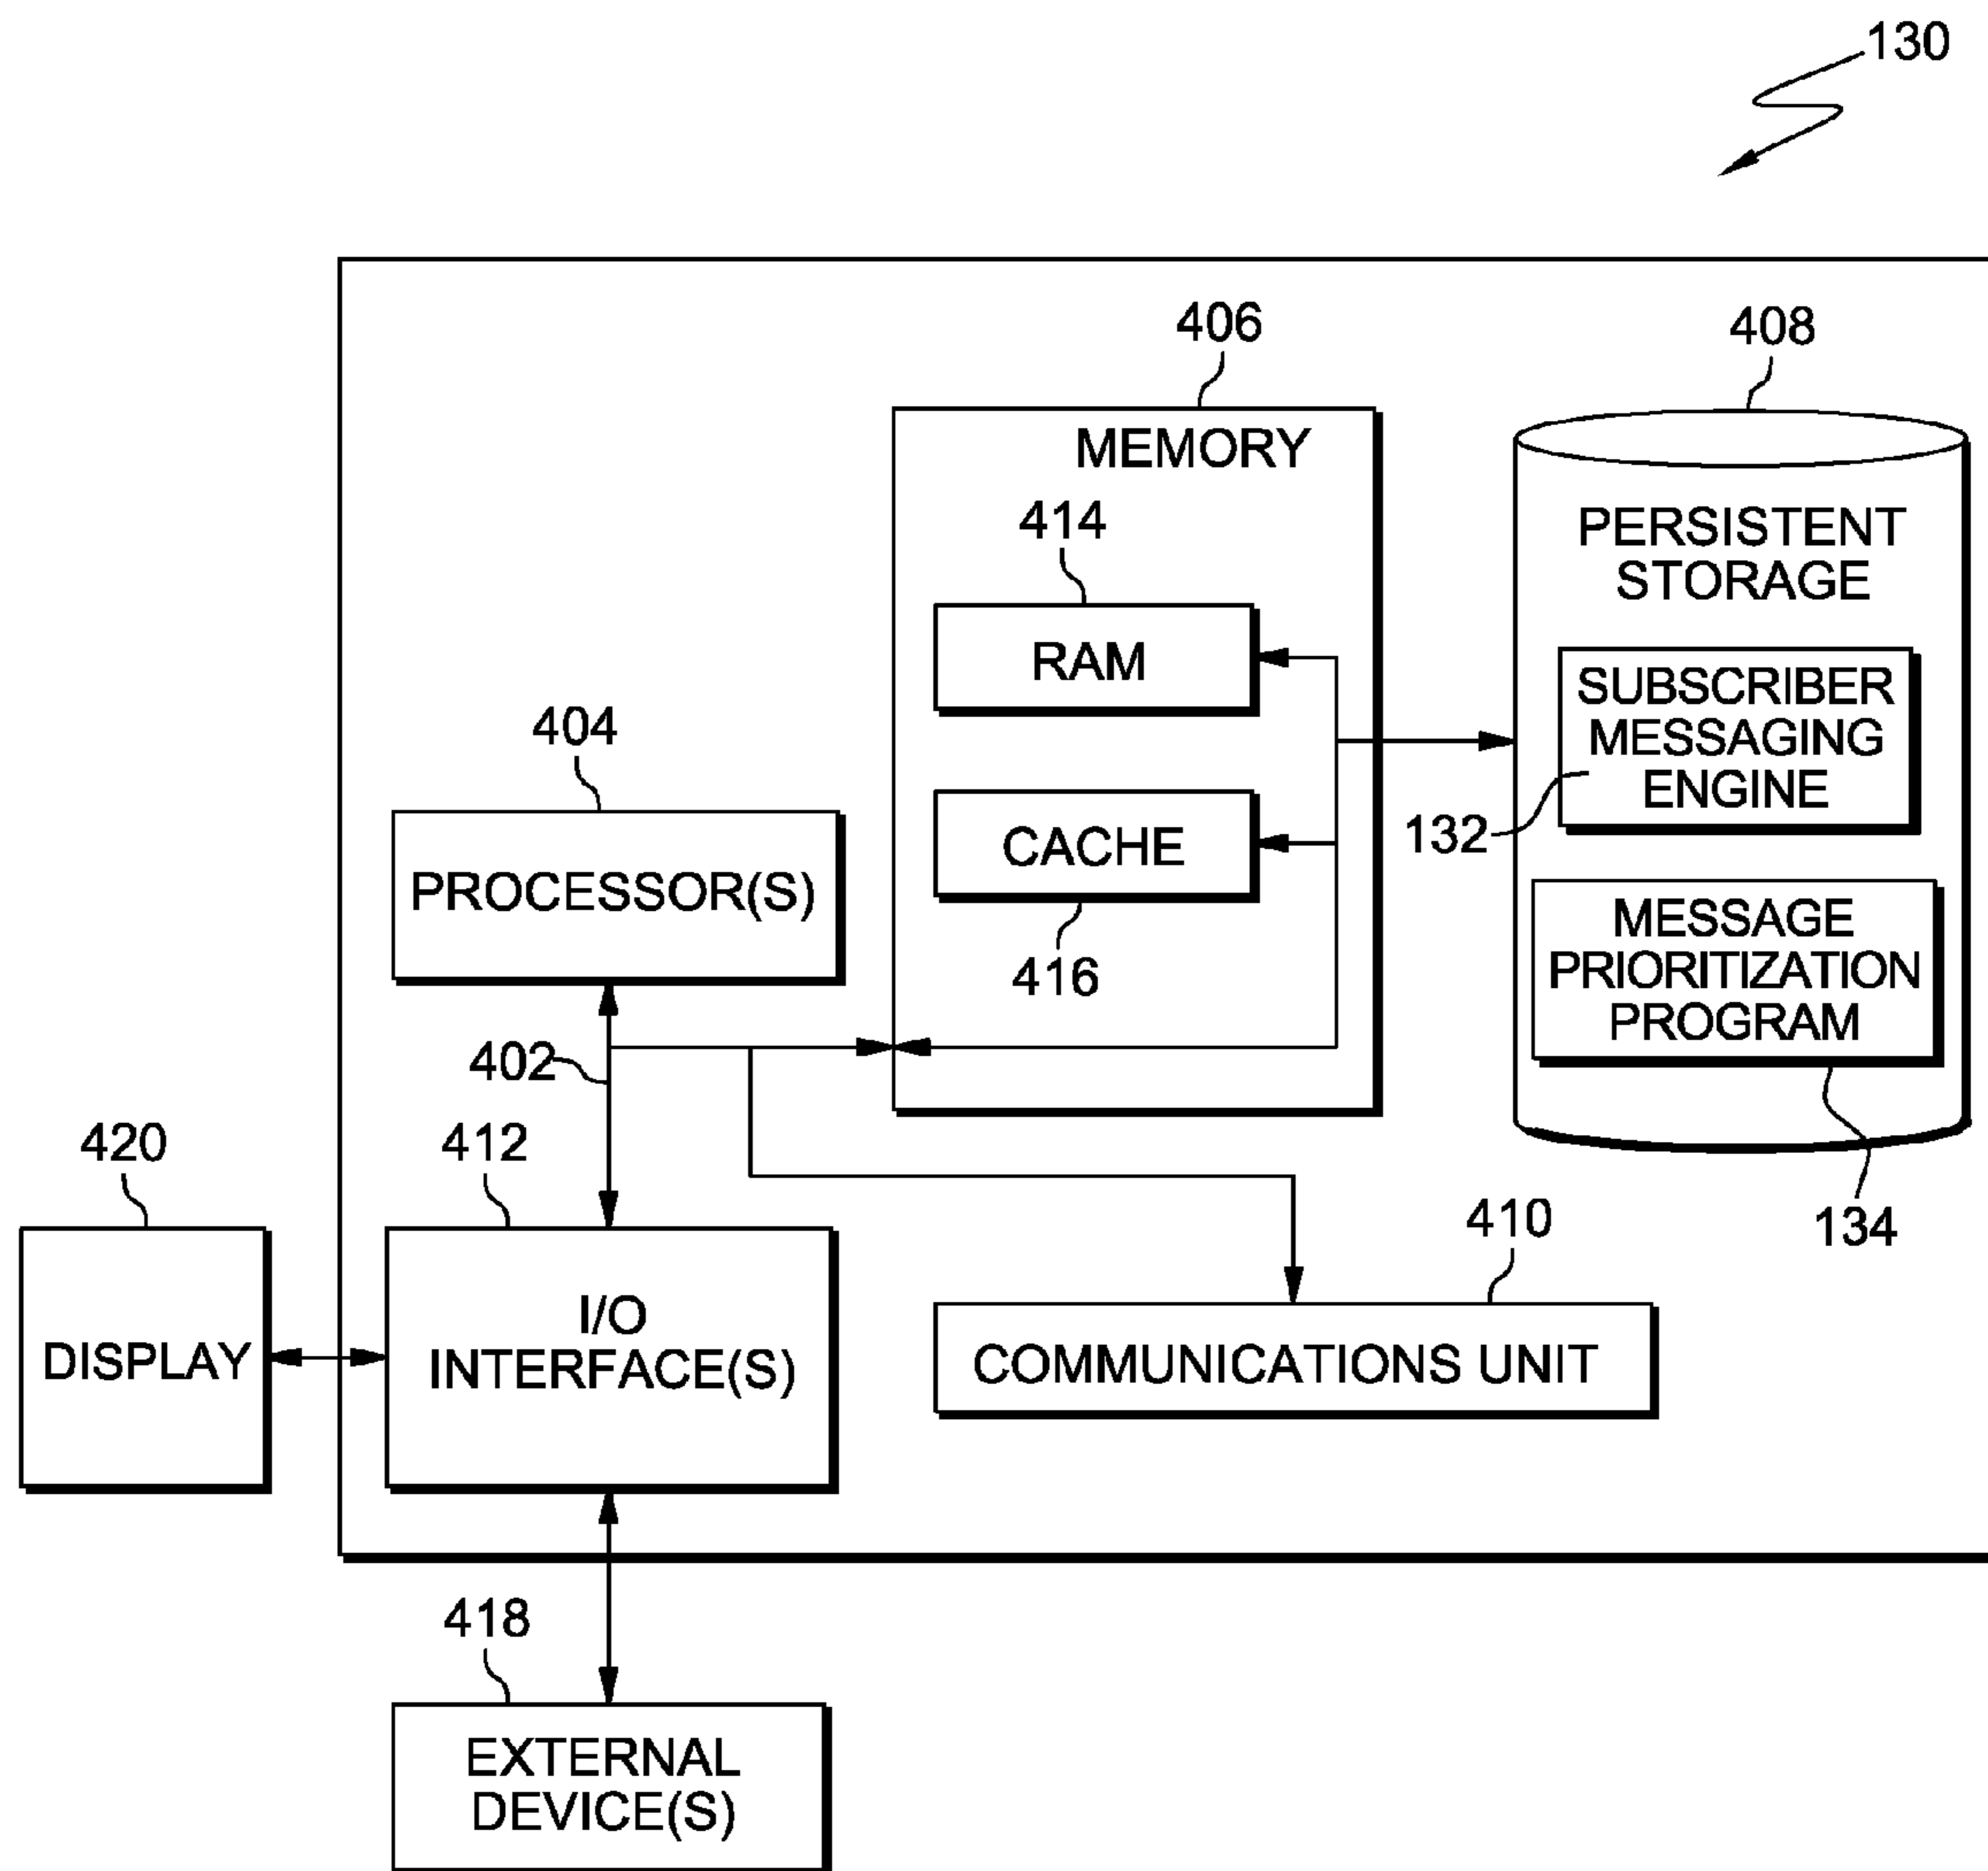 130
406
408
MEMORY
414
PERSISTENT
STORAGE
RAM
SUBSCRIBER
MESSAGING
ENGINE
404
132
CACHE
PROCESSOR(S)
MESSAGE
PRIORITIZATION
PROGRAM
416
402
420
412
410
134
I/O
INTERFACE(S)
DISPLAY
COMMUNICATIONS UNIT
418
EXTERNAL
DEVICE(S)